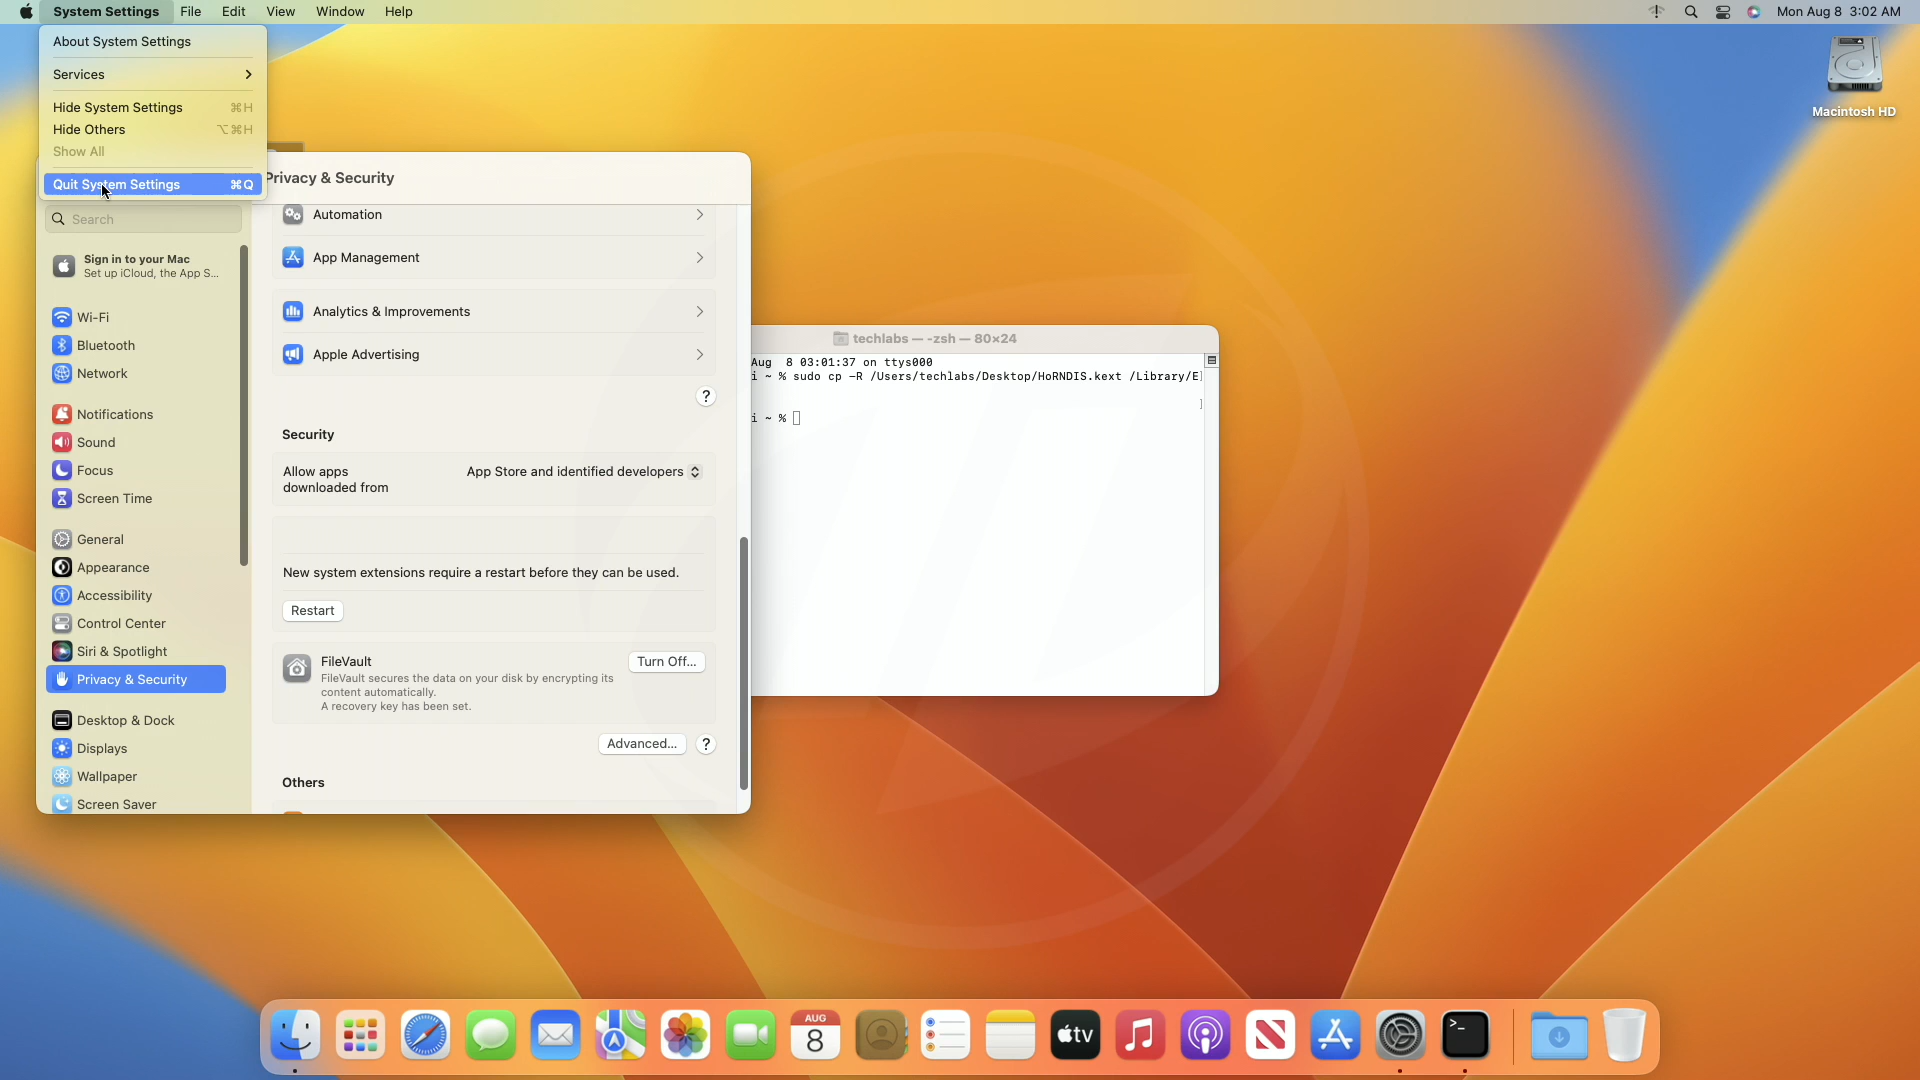 System Settings File Edit View Window Help
Mon Aug 8 3:02 AM
About System Settings
Services
Hide System Settings ⌘H
Hide Others ⌥⌘H
Show All
Quit System Settings ⌘Q
Macintosh HD
Privacy & Security
Search
Sign in to your Mac
Set up iCloud, the App S...
Wi-Fi
Bluetooth
Network
Notifications
Sound
Focus
Screen Time
General
Appearance
Accessibility
Control Center
Siri & Spotlight
Privacy & Security
Desktop & Dock
Displays
Wallpaper
Screen Saver
Automation
App Management
Analytics & Improvements
Apple Advertising
?
Security
Allow apps
downloaded from
App Store and identified developers
New system extensions require a restart before they can be used.
Restart
FileVault
Turn Off...
FileVault secures the data on your disk by encrypting its
content automatically.
A recovery key has been set.
Advanced...
?
Others
techlabs — -zsh — 80×24
Aug 8 03:01:37 on ttys000
i ~ % sudo cp -R /Users/techlabs/Desktop/HoRNDIS.kext /Library/E]
]
i ~ %
AUG
8
tv
>_